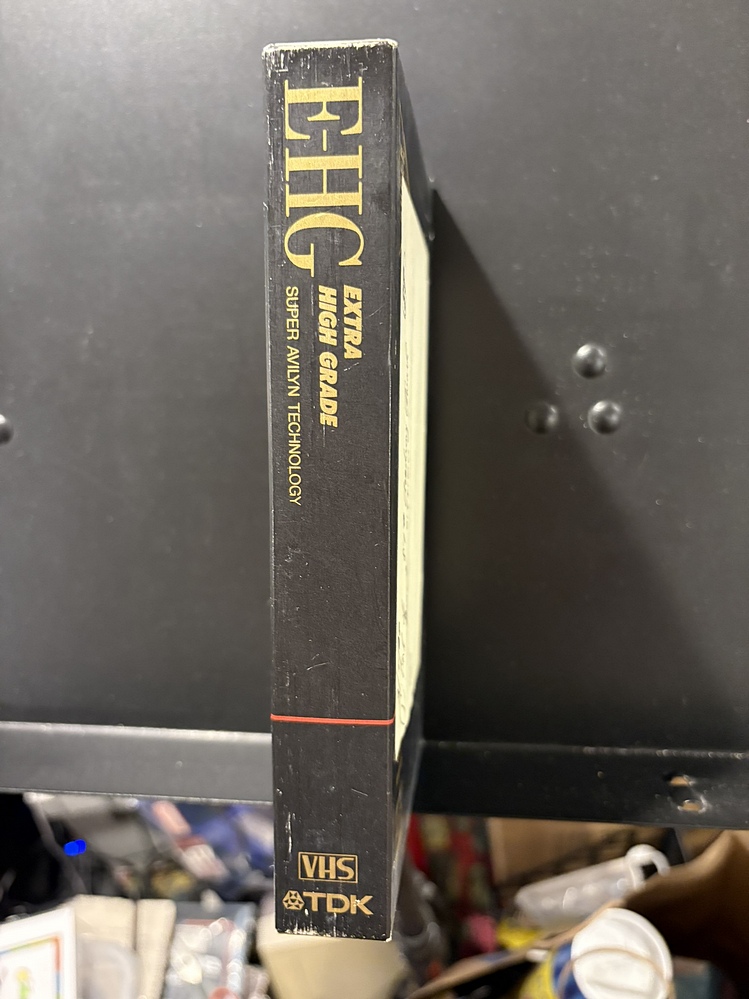 E-HG
EXTRA
HIGH GRADE
SUPER AVILYN TECHNOLOGY
VHS
TDK